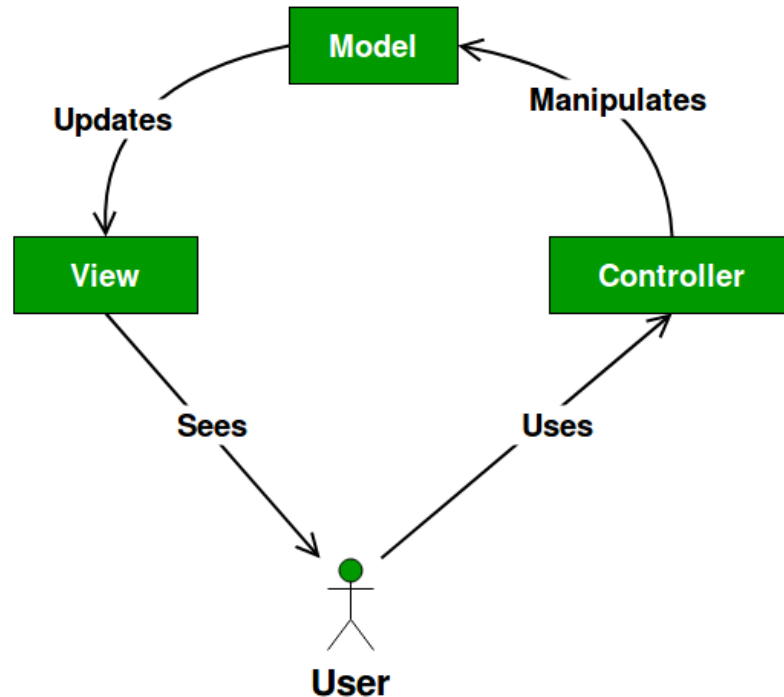 Model
Updates
Manipulates
View
Controller
Sees
Uses
User